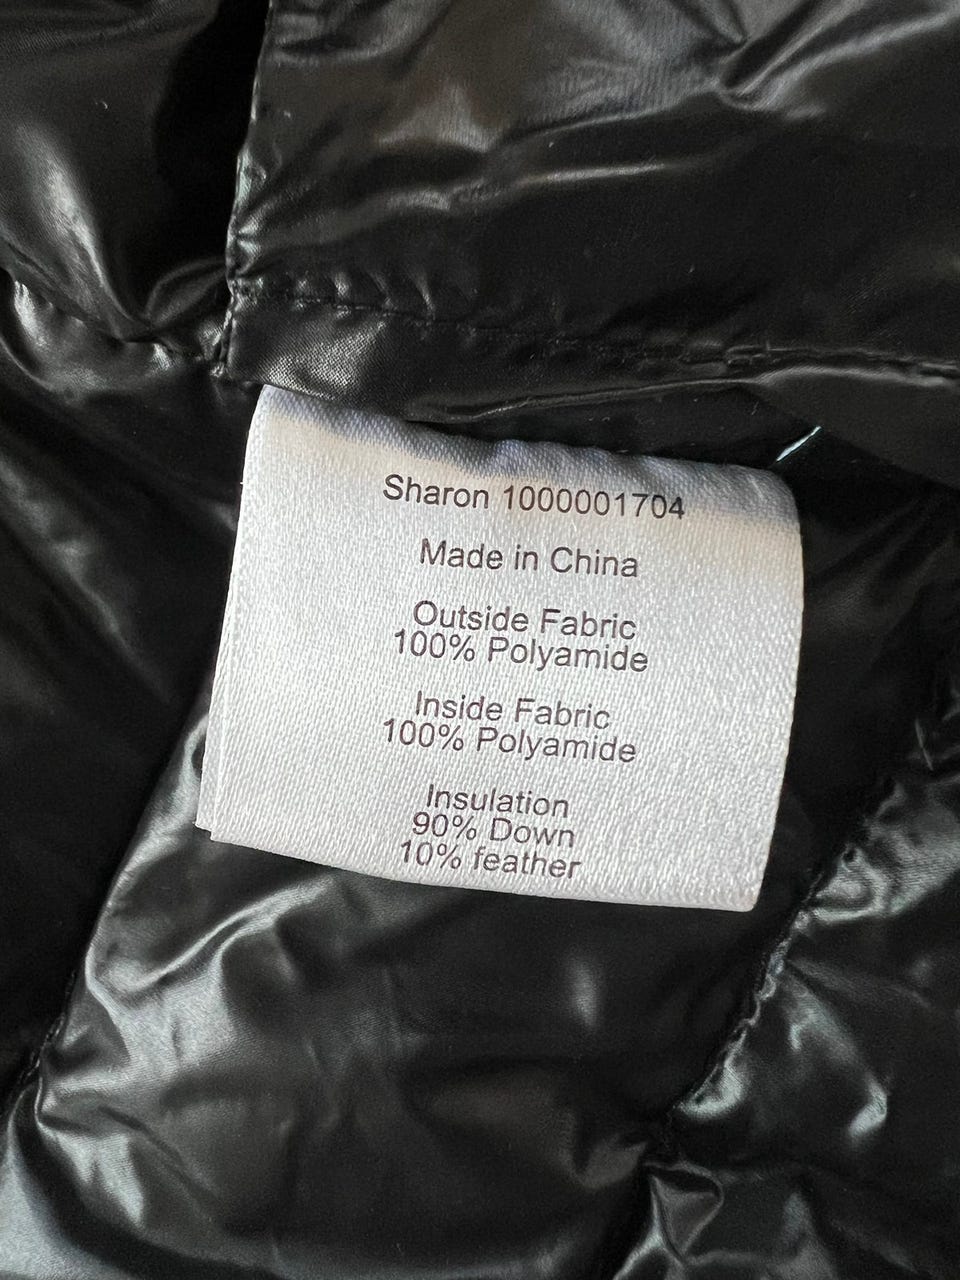 Sharon 1000001704
Made in China
Outside Fabric
100% Polyamide
Inside Fabric
100% Polyamide
Insulation
90% Down
10% feather